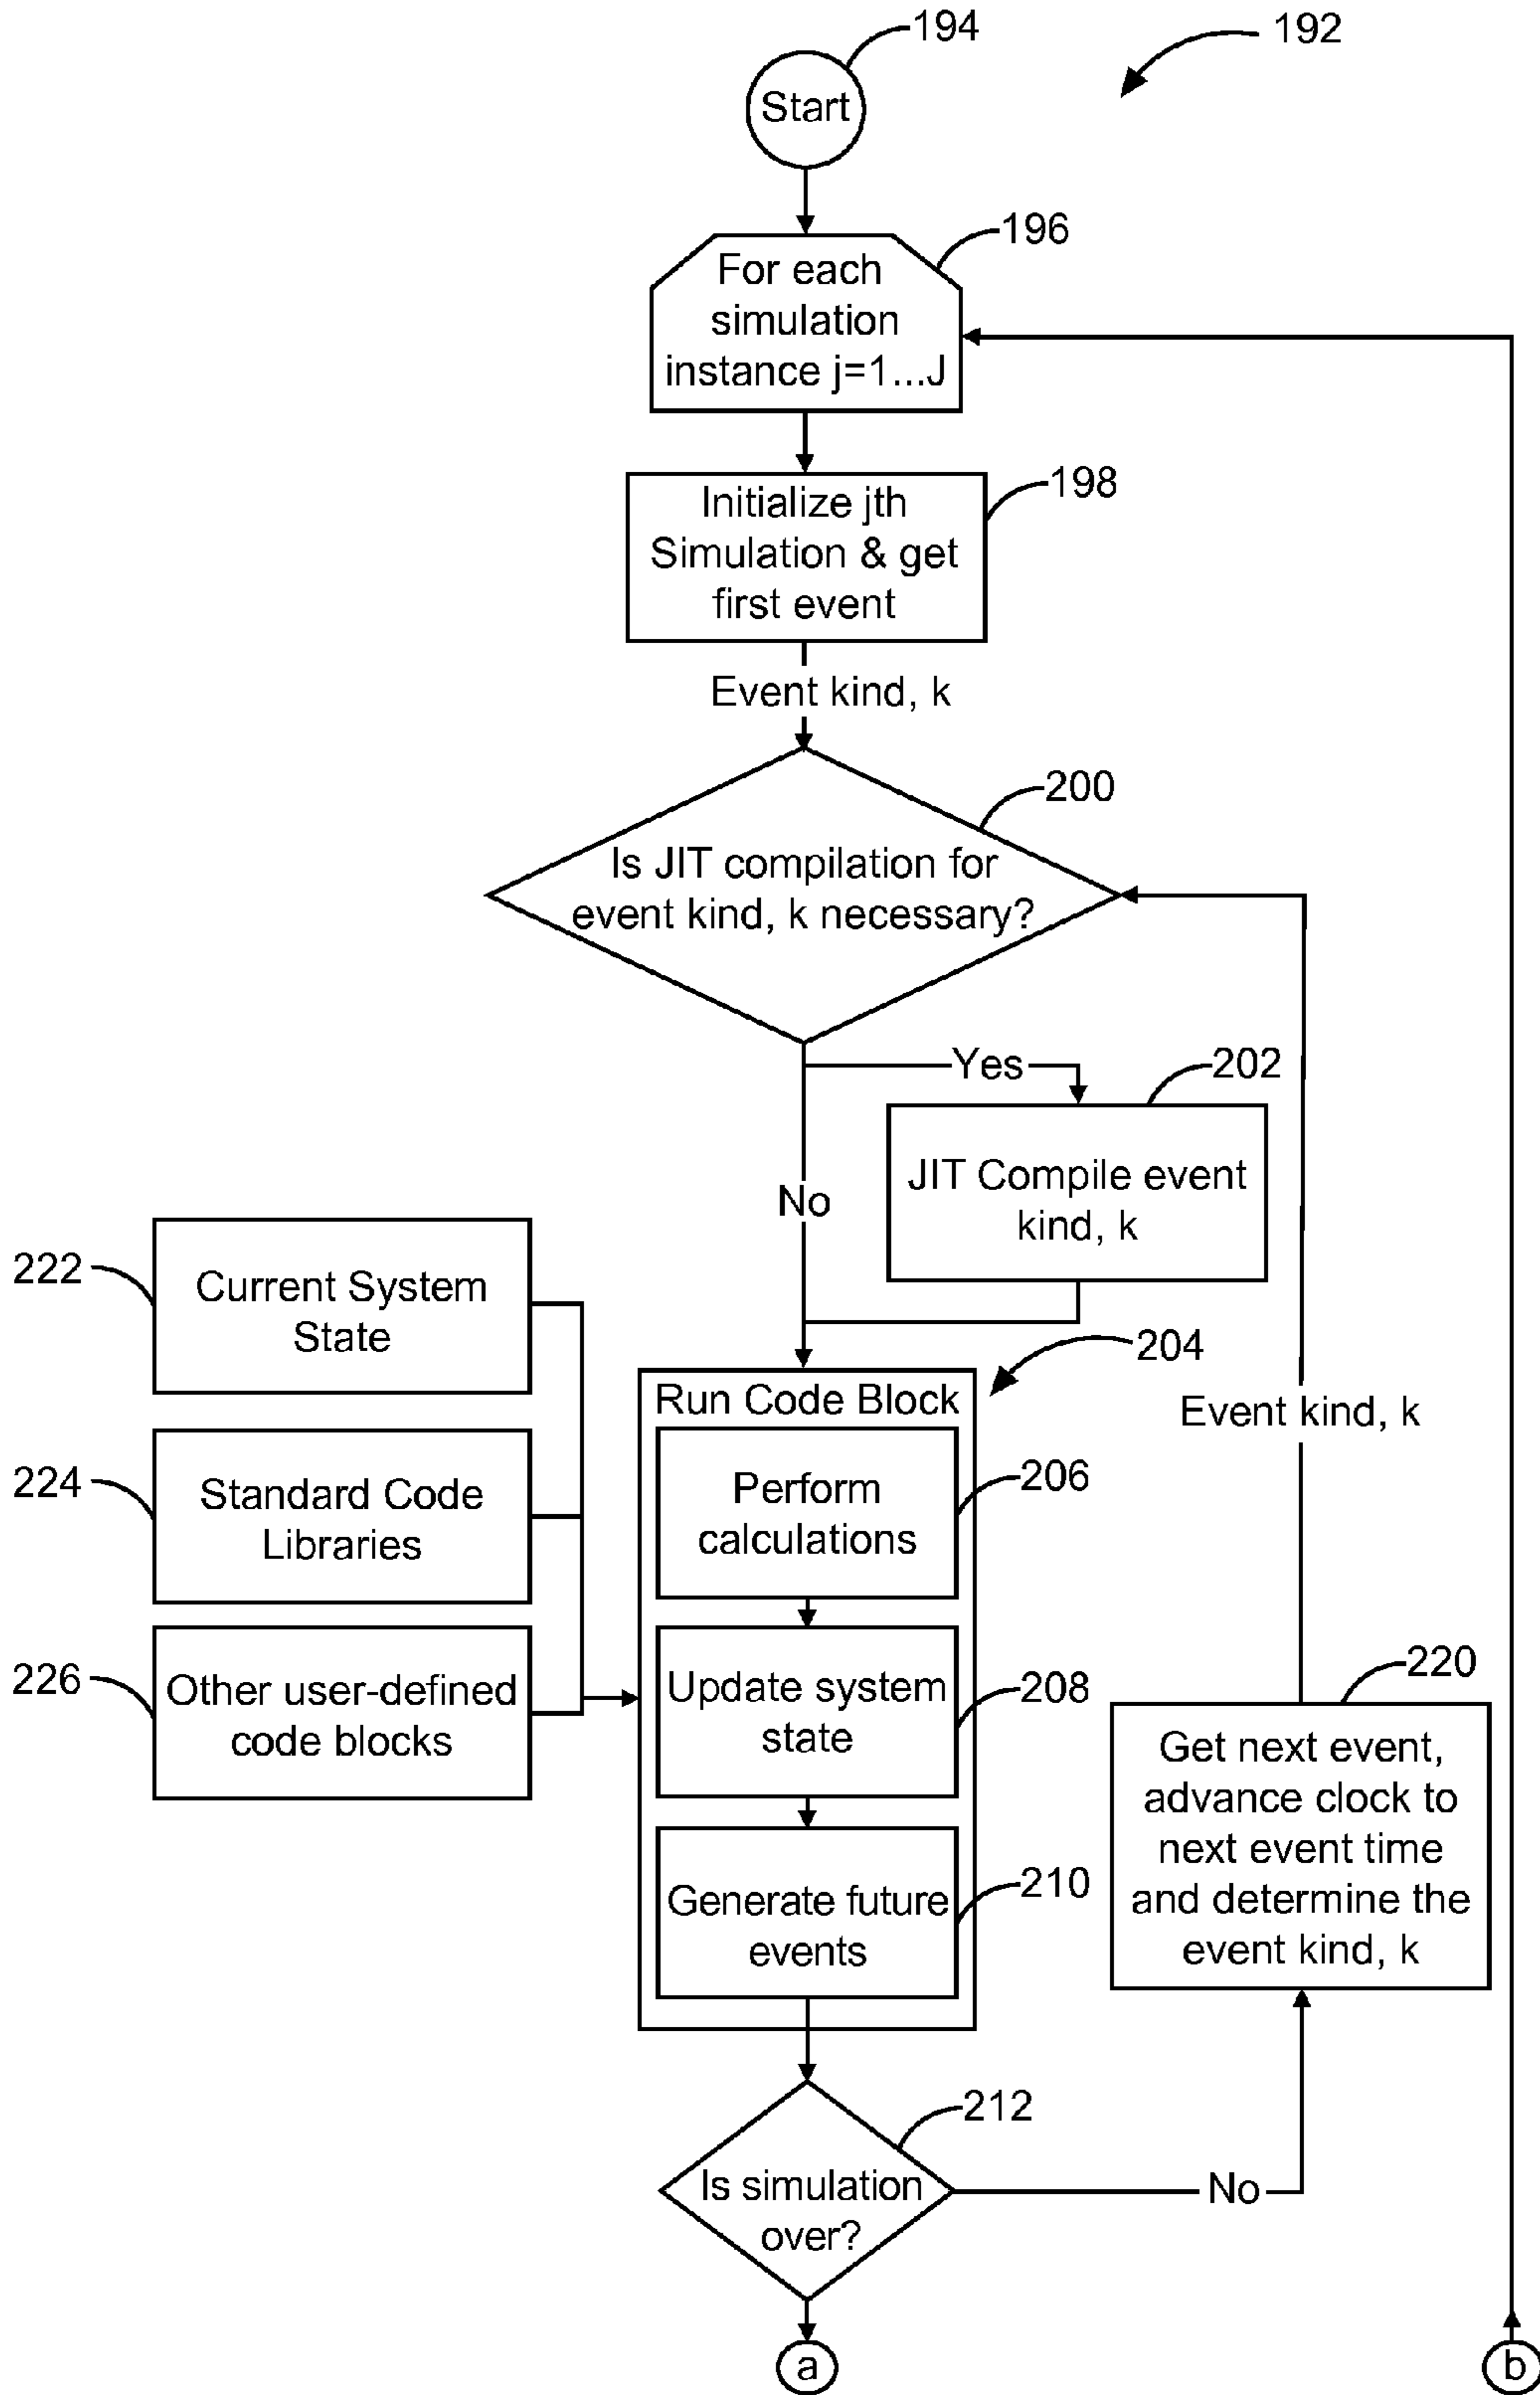 194
192
Start
196
For each
simulation
instance j=1...J
198
Initialize jth
Simulation & get
first event
Event kind, k
200
Is JIT compilation for
event kind, k necessary?
Yes
202
JIT Compile event
kind, k
No
222
Current System
State
204
Run Code Block
Event kind, k
224
Standard Code
Libraries
Perform
calculations
206
226
Other user-defined
code blocks
Update system
state
208
220
Get next event,
advance clock to
next event time
and determine the
event kind, k
Generate future
events
210
212
Is simulation
over?
No
a
b